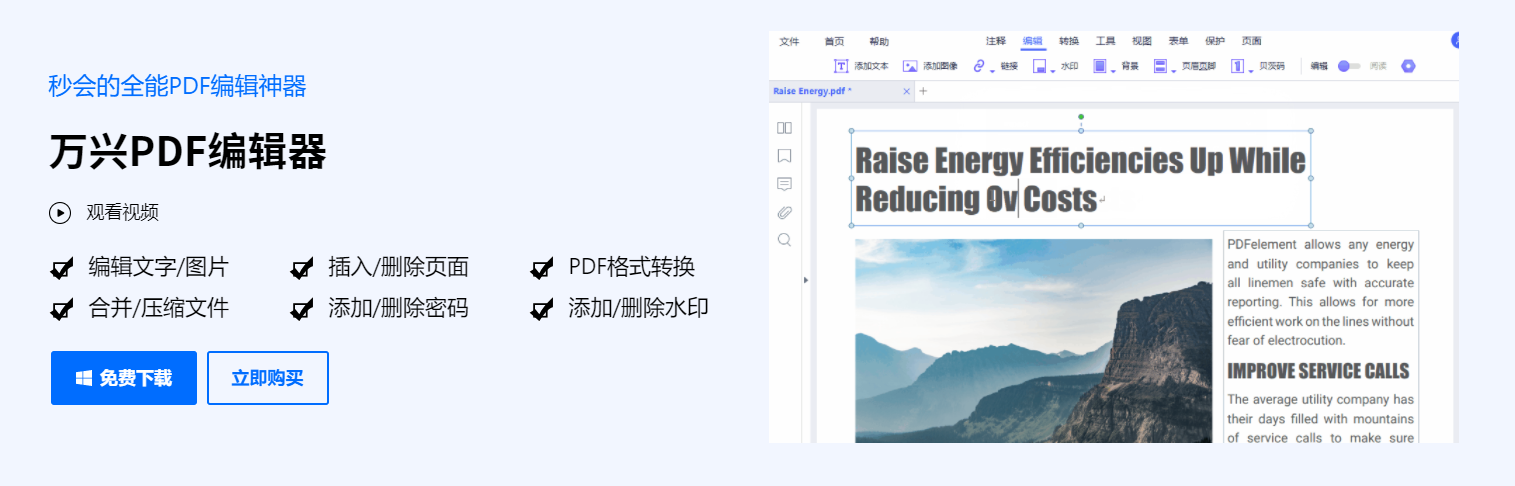 秒会的全能PDF编辑神器
万兴PDF编辑器
观看视频
编辑文字/图片 插入/删除页面 PDF格式转换
合并/压缩文件 添加/删除密码 添加/删除水印
免费下载 立即购买
文件 首页 帮助 注释 编辑 转换 工具 视图 表单 保护 页面
添加文本 添加图像 链接 水印 背景 页眉页脚 贝茨码 编辑 阅读
Raise Energy.pdf *
Raise Energy Efficiencies Up While
Reducing Ov Costs
PDFelement allows any energy
and utility companies to keep
all linemen safe with accurate
reporting. This allows for more
efficient work on the lines without
fear of electrocution.
IMPROVE SERVICE CALLS
The average utility company has
their days filled with mountains
of service calls to make sure